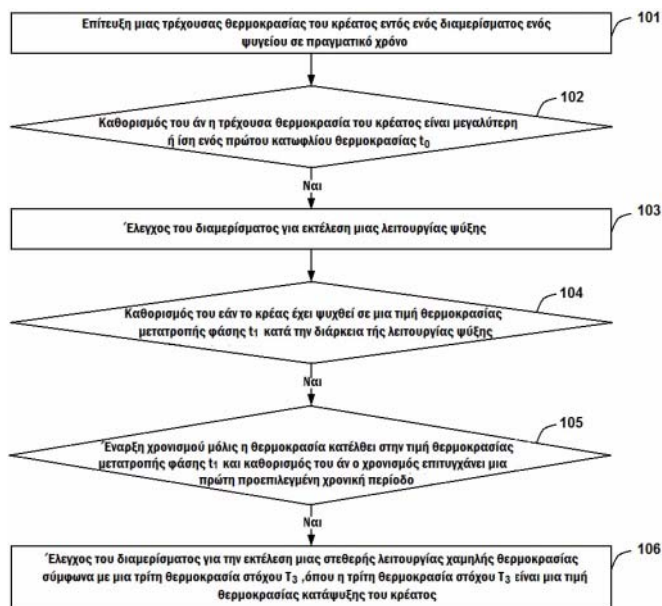 Επίτευξη μιας τρέχουσας θερμοκρασίας του κρέατος εντός ενός διαμερίσματος ενός
ψυγείου σε πραγματικό χρόνο
101
Καθορισμός του άν η τρέχουσα θερμοκρασία του κρέατος είναι μεγαλύτερη
ή ίση ενός πρώτου κατωφλίου θερμοκρασίας t0
102
Ναι
Έλεγχος του διαμερίσματος για εκτέλεση μιας λειτουργίας ψύξης
103
Καθορισμός του εάν το κρέας έχει ψυχθεί σε μια τιμή θερμοκρασίας
μετατροπής φάσης t1 κατά την διάρκεια τής λειτουργίας ψύξης
104
Ναι
Έναρξη χρονισμού μόλις η θερμοκρασία κατέλθει στην τιμή θερμοκρασίας
μετατροπής φάσης t1 και καθορισμός του άν ο χρονισμός επιτυγχάνει μια
πρώτη προεπιλεγμένη χρονική περίοδο
105
Ναι
Έλεγχος του διαμερίσματος για την εκτέλεση μιας στεθερής λειτουργίας χαμηλής θερμοκρασίας
σύμφωνα με μια τρίτη θερμοκρασία στόχου T3 ,όπου η τρίτη θερμοκρασία στόχου T3 είναι μια τιμή
θερμοκρασίας κατάψυξης του κρέατος
106